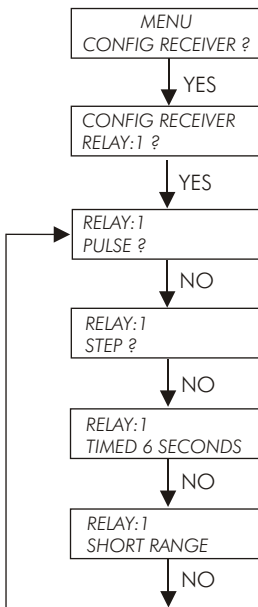 MENU
CONFIG RECEIVER ?
YES
CONFIG RECEIVER
RELAY:1 ?
YES
RELAY:1
PULSE ?
NO
RELAY:1
STEP ?
NO
RELAY:1
TIMED 6 SECONDS
NO
RELAY:1
SHORT RANGE
NO